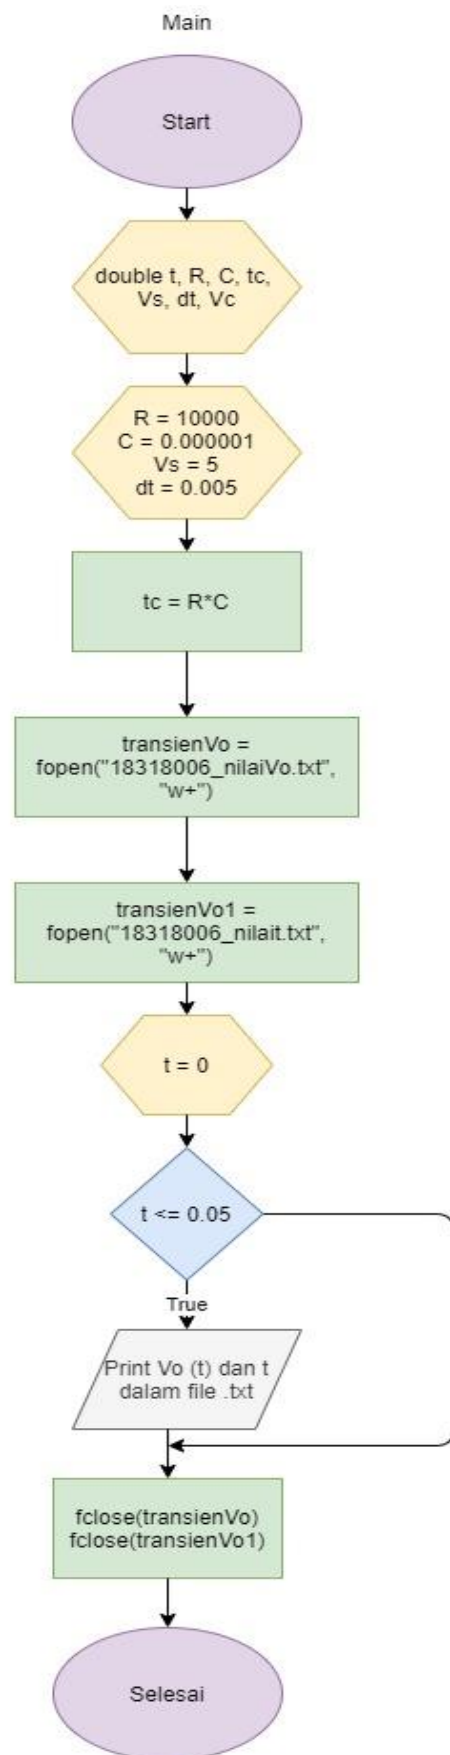 Main
Start
double t, R, C, tc,
Vs, dt, Vc
R = 10000
C = 0.000001
Vs = 5
dt = 0.005
tc = R*C
transienVo =
fopen("18318006_nilaiVo.txt",
"w+")
transienVo1 =
fopen("18318006_nilait.txt",
"w+")
t = 0
t <= 0.05
True
Print Vo (t) dan t
dalam file .txt
fclose(transienVo)
fclose(transienVo1)
Selesai